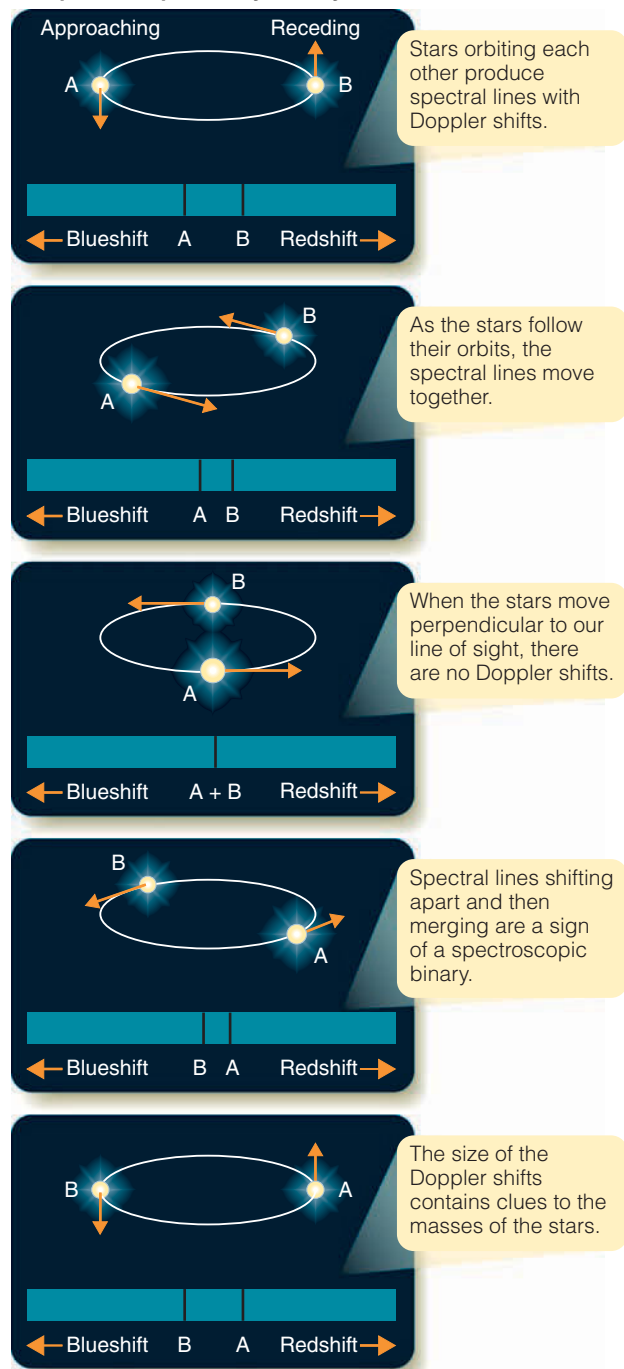 Approaching
Receding
A
B
Stars orbiting each
other produce
spectral lines with
Doppler shifts.
Blueshift A B Redshift
B
A
As the stars follow
their orbits, the
spectral lines move
together.
Blueshift A B Redshift
B
A
When the stars move
perpendicular to our
line of sight, there
are no Doppler shifts.
Blueshift A + B Redshift
B
A
Spectral lines shifting
apart and then
merging are a sign
of a spectroscopic
binary.
Blueshift B A Redshift
B
A
The size of the
Doppler shifts
contains clues to the
masses of the stars.
Blueshift B A Redshift